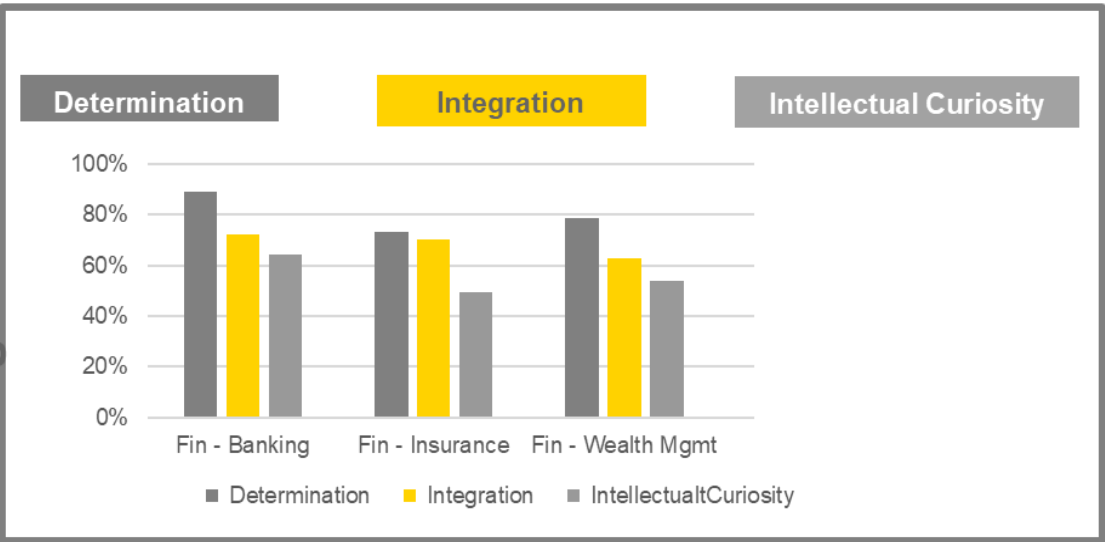 Determination
Integration
Intellectual Curiosity
100%
80%
60%
40%
20%
0%
Fin - Banking Fin - Insurance Fin - Wealth Mgmt
Determination Integration IntellectualtCuriosity